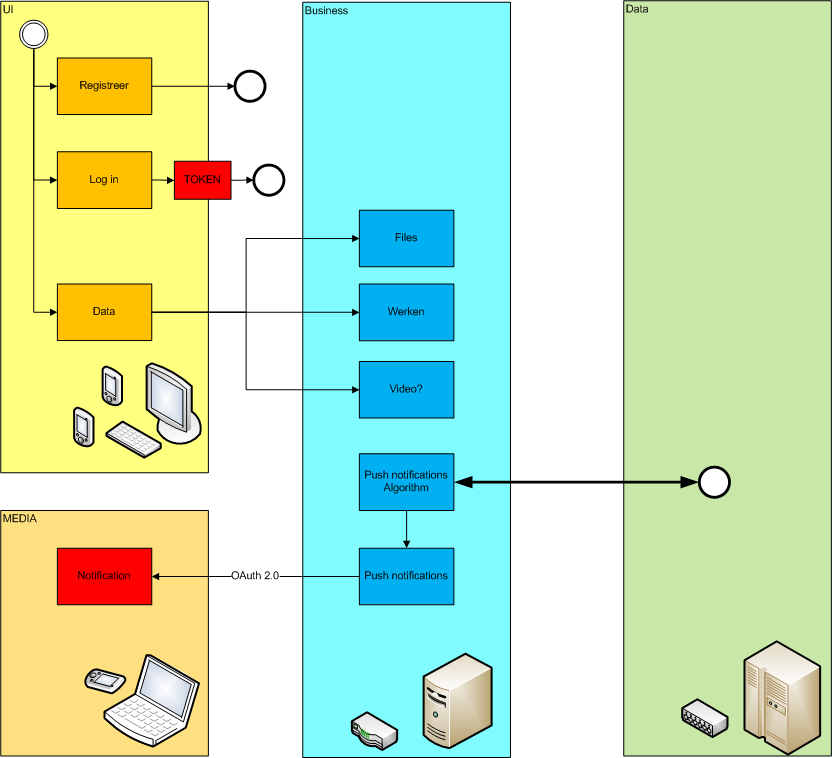 UI
Business
Data
Registreer
Log in
TOKEN
Files
Data
Werken
Video?
Push notifications
Algorithm
MEDIA
Notification
OAuth 2.0
Push notifications